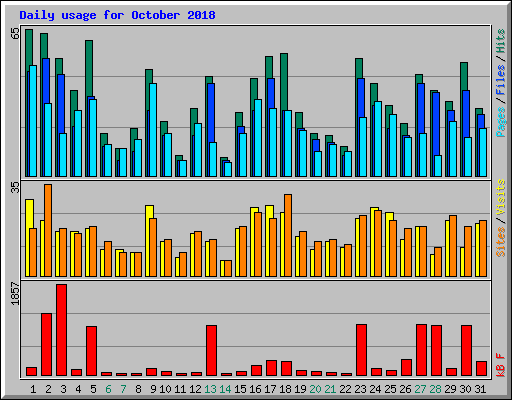 Daily usage for October 2018
65
Pages / Files / Hits
35
Sites / Visits
1857
kB F
1 2 3 4 5 6 7 8 9 10 11 12 13 14 15 16 17 18 19 20 21 22 23 24 25 26 27 28 29 30 31